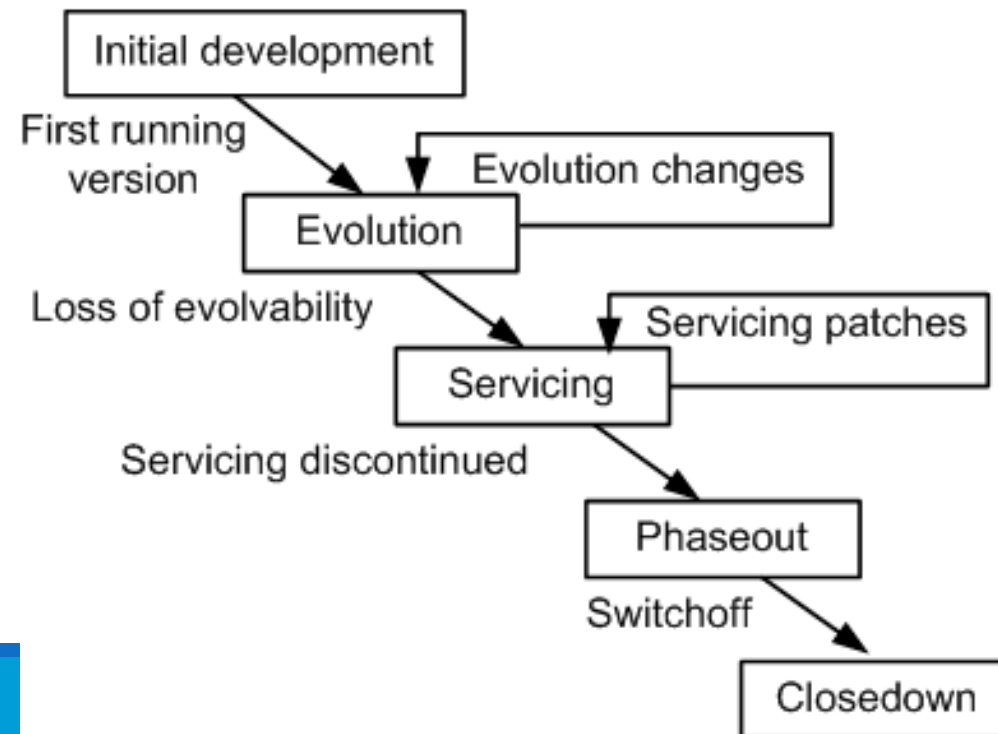 Initial development
First running
version
Evolution changes
Evolution
Loss of evolvability
Servicing patches
Servicing
Servicing discontinued
Phaseout
Switchoff
Closedown